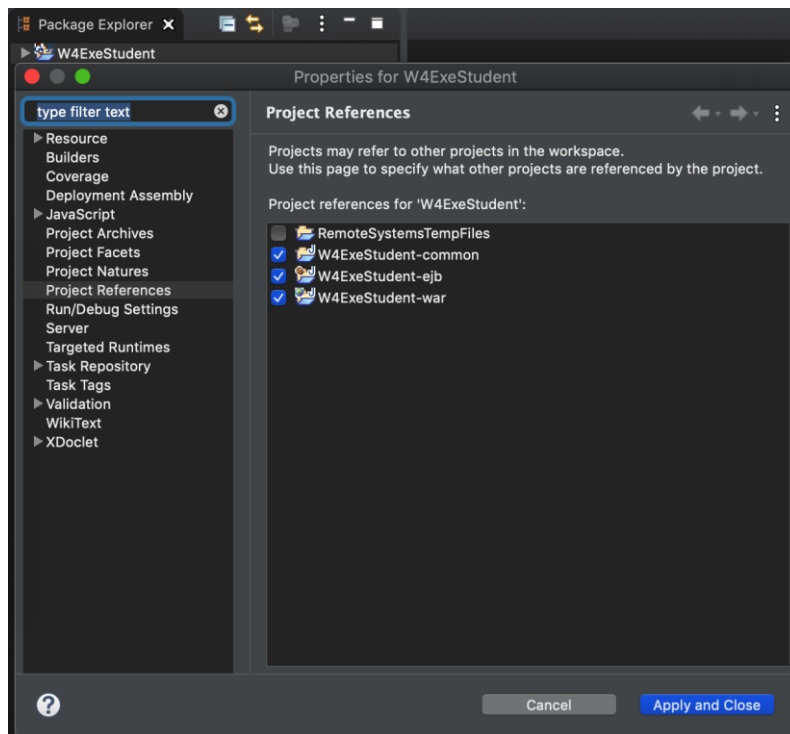 Package Explorer
W4ExeStudent
Properties for W4ExeStudent
type filter text
Resource
Builders
Coverage
Deployment Assembly
JavaScript
Project Archives
Project Facets
Project Natures
Project References
Run/Debug Settings
Server
Targeted Runtimes
Task Repository
Task Tags
Validation
WikiText
XDoclet
Project References
Projects may refer to other projects in the workspace.
Use this page to specify what other projects are referenced by the project.
Project references for 'W4ExeStudent':
RemoteSystemsTempFiles
W4ExeStudent-common
W4ExeStudent-ejb
W4ExeStudent-war
?
Cancel
Apply and Close